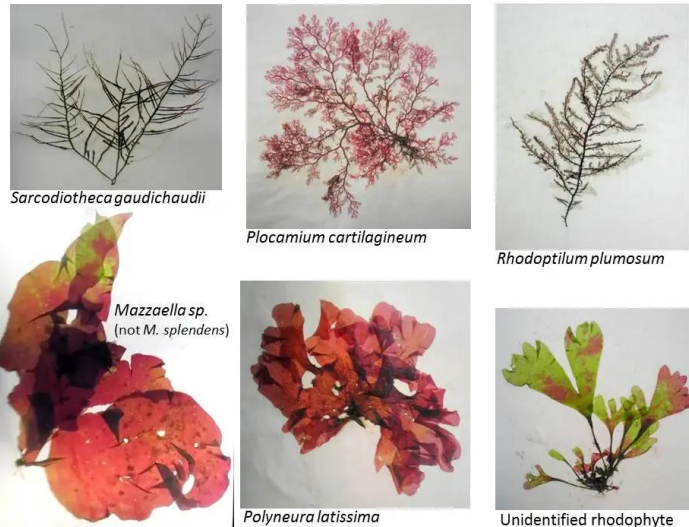 Sarcodiotheca gaudichaudii
Plocamium cartilagineum
Rhodoptilum plumosum
Mazzaella sp.
(not M. splendens)
Polyneura latissima
Unidentified rhodophyte